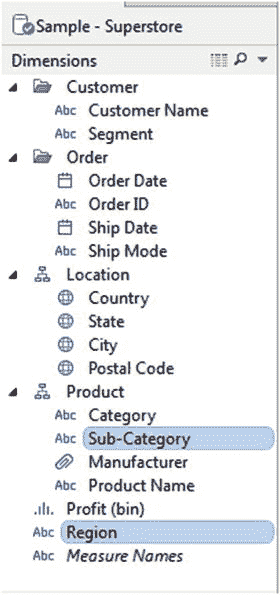 Sample - Superstore
Dimensions
Customer
Abc Customer Name
Abc Segment
Order
Order Date
Abc Order ID
Ship Date
Abc Ship Mode
Location
Country
State
City
Postal Code
Product
Abc Category
Abc Sub-Category
Manufacturer
Abc Product Name
Profit (bin)
Abc Region
Abc Measure Names